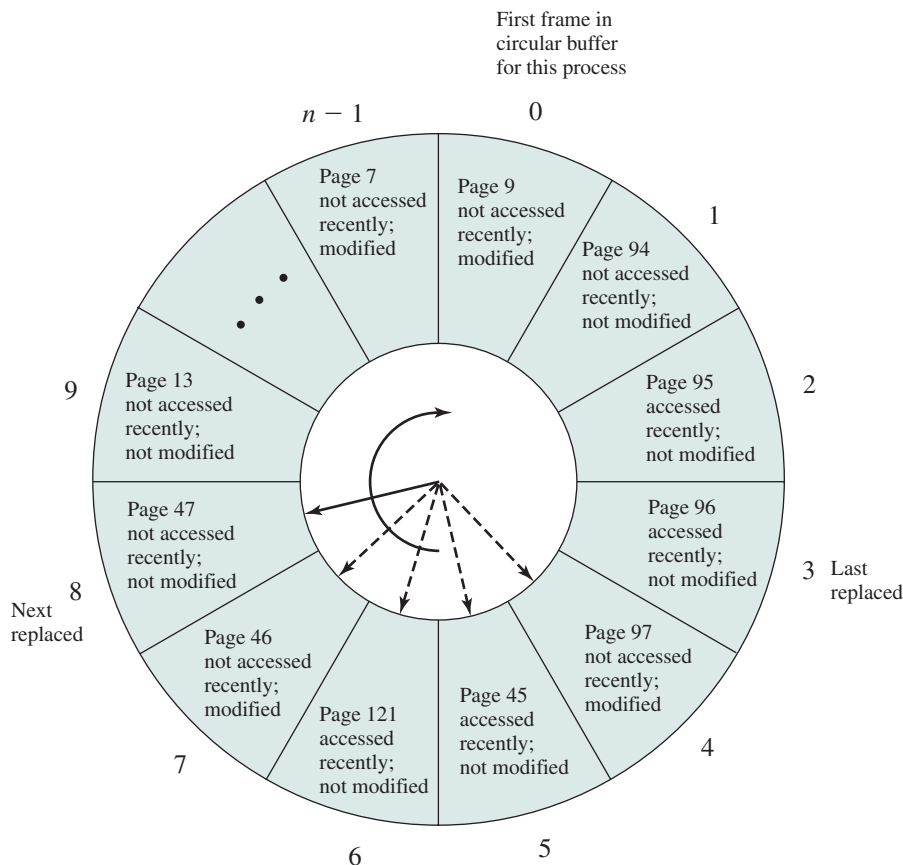 First frame in
circular buffer
for this process
n − 1
0
Page 7
not accessed
recently;
modified
Page 9
not accessed
recently;
modified
1
Page 94
not accessed
recently;
not modified
2
Page 95
accessed
recently;
not modified
Page 96
accessed
recently;
not modified
3
Last
replaced
Page 97
not accessed
recently;
modified
4
Page 45
accessed
recently;
not modified
5
Page 121
accessed
recently;
not modified
6
Page 46
not accessed
recently;
modified
7
Page 47
not accessed
recently;
not modified
8
Next
replaced
Page 13
not accessed
recently;
not modified
9